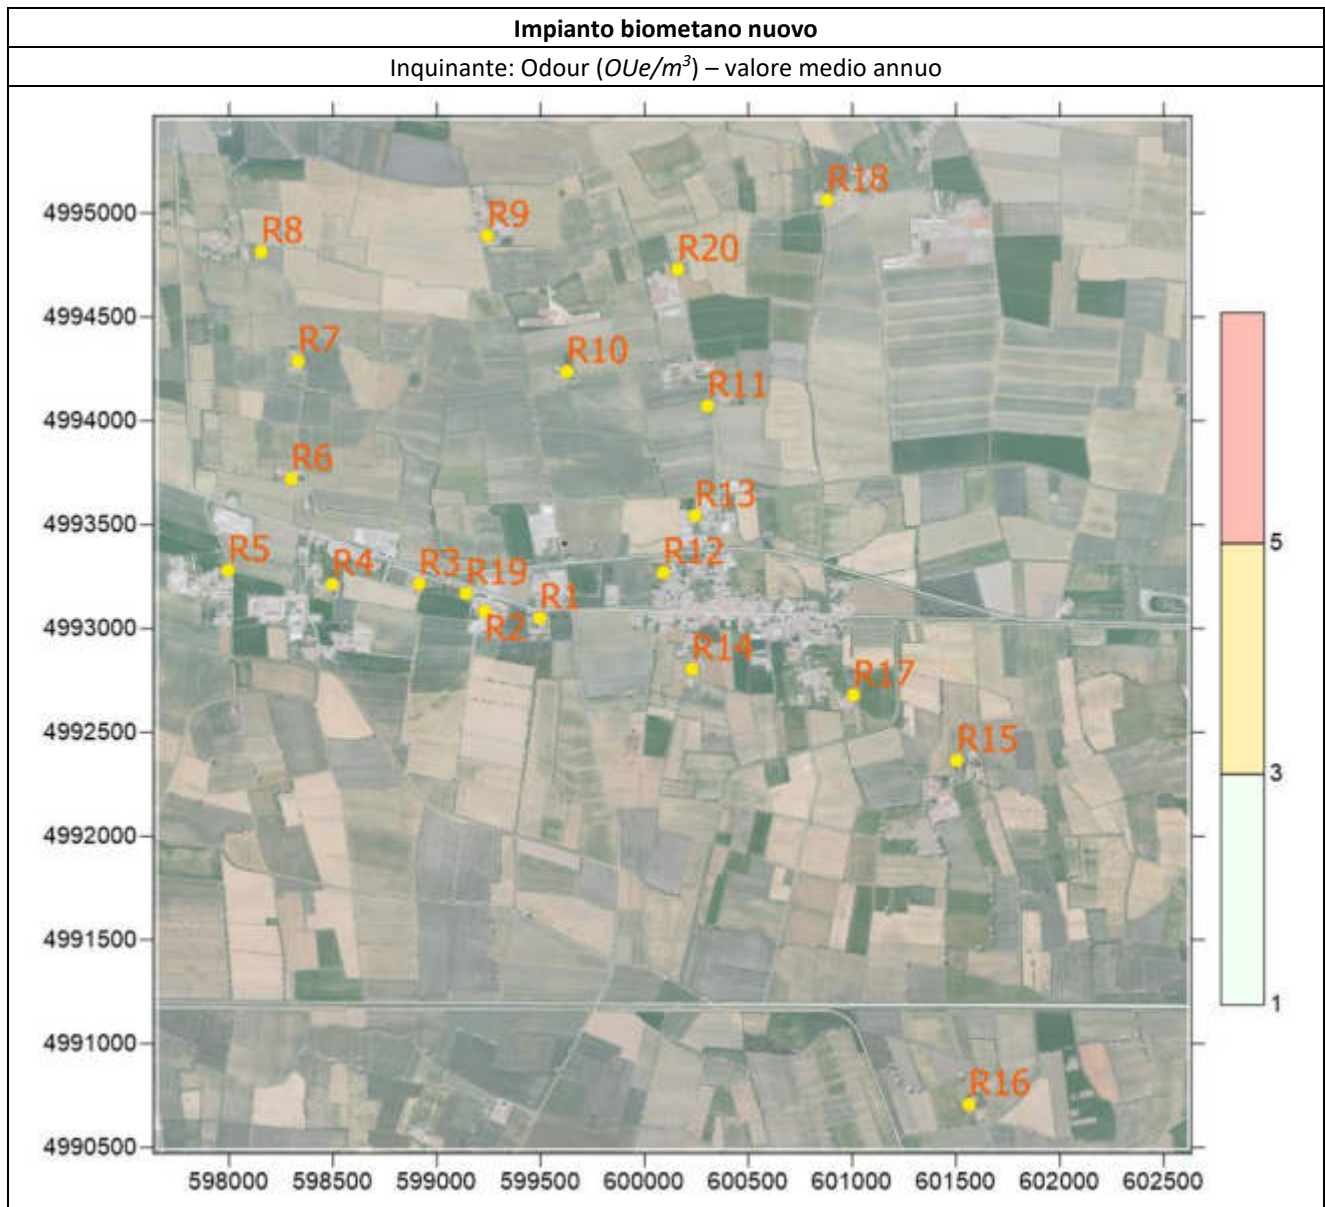 Impianto biometano nuovo
Inquinante: Odour (OUe/m³) – valore medio annuo
R18
4995000
R9
R8
R20
4994500
R7
R10
R11
4994000
R6
R13
4993500
5
R5
R4
R3
R19
R12
R1
4993000
R2
R14
R17
4992500
R15
3
4992000
4991500
1
4991000
R16
4990500
598000 598500 599000 599500 600000 600500 601000 601500 602000 602500